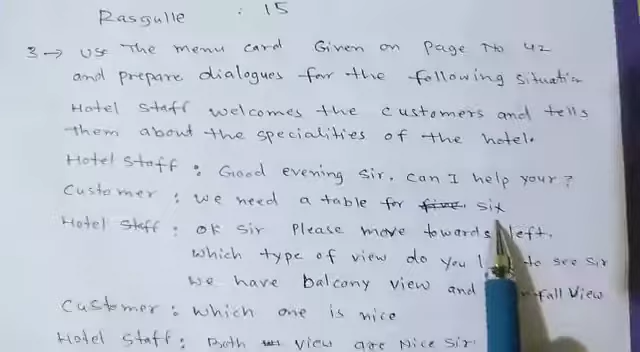 Rasgulle : 15
3 → Use The menu card Given on Page No 42
and prepare dialogues for the following situation
Hotel Staff welcomes the customers and tells
them about the specialities of the hotel.
Hotel Staff : Good evening Sir. Can I help your?
Customer : We need a table for six
Hotel Staff : Ok Sir Please move towards left.
Which type of view do you to see Sir
We have balcony view and View
Customer : Which one is nice
Hotel Staff : Both view are Nice Sir.